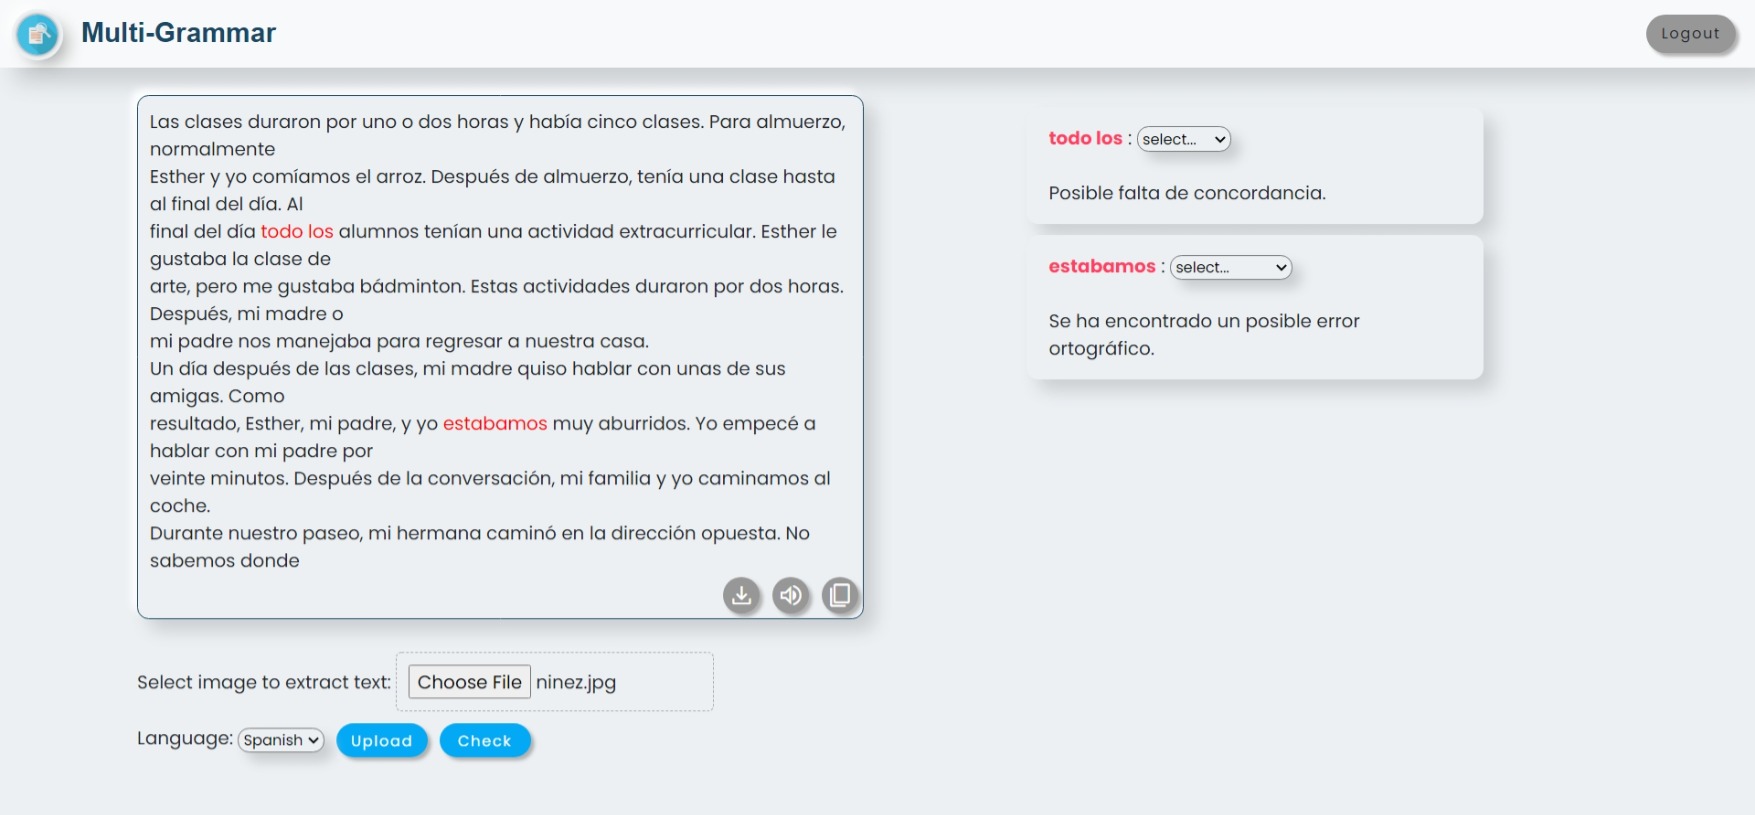 Multi-Grammar
Logout
Las clases duraron por uno o dos horas y había cinco clases. Para almuerzo,
normalmente
Esther y yo comíamos el arroz. Después de almuerzo, tenía una clase hasta
al final del día. Al
final del día todo los alumnos tenían una actividad extracurricular. Esther le
gustaba la clase de
arte, pero me gustaba bádminton. Estas actividades duraron por dos horas.
Después, mi madre o
mi padre nos manejaba para regresar a nuestra casa.
Un día después de las clases, mi madre quiso hablar con unas de sus
amigas. Como
resultado, Esther, mi padre, y yo estabamos muy aburridos. Yo empecé a
hablar con mi padre por
veinte minutos. Después de la conversación, mi familia y yo caminamos al
coche.
Durante nuestro paseo, mi hermana caminó en la dirección opuesta. No
sabemos donde
todo los : select...
Posible falta de concordancia.
estabamos : select...
Se ha encontrado un posible error
ortográfico.
Select image to extract text: Choose File ninez.jpg
Language: Spanish Upload Check